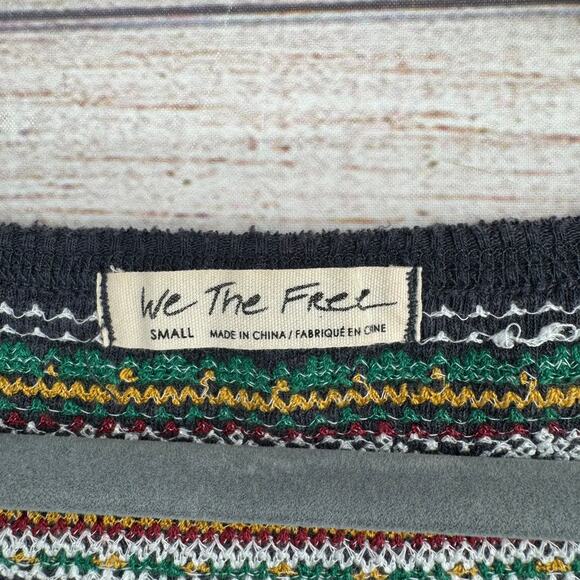 We The Free
SMALL MADE IN CHINA / FABRIQUÉ EN CHINE